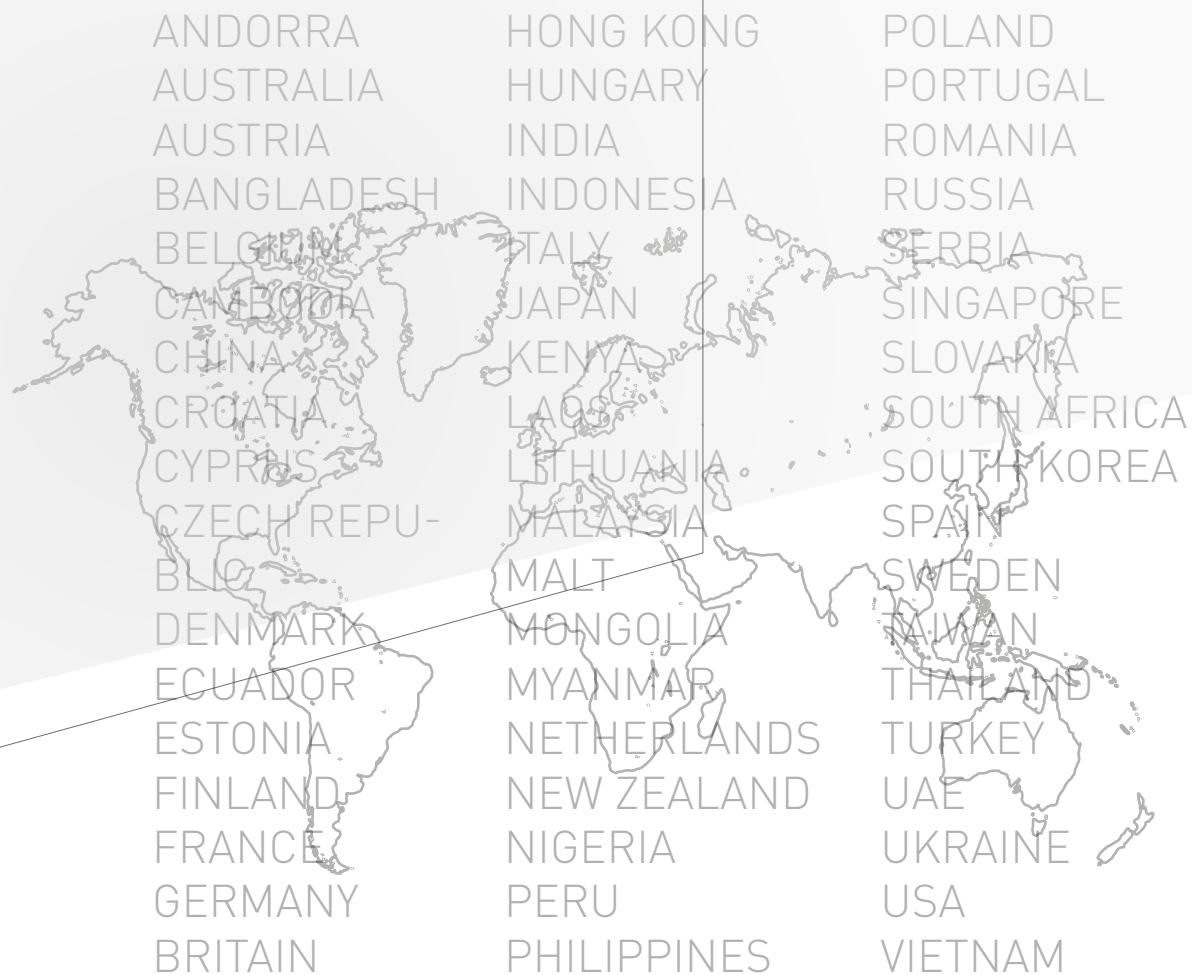 ANDORRA
AUSTRALIA
AUSTRIA
BANGLADESH
BELGIUM
CAMBODIA
CHINA
CROATIA
CYPRUS
CZECH REPU-
BLIC
DENMARK
ECUADOR
ESTONIA
FINLAND
FRANCE
GERMANY
BRITAIN
HONG KONG
HUNGARY
INDIA
INDONESIA
ITALY
JAPAN
KENYA
LAOS
LITHUANIA
MALAYSIA
MALT
MONGOLIA
MYANMAR
NETHERLANDS
NEW ZEALAND
NIGERIA
PERU
PHILIPPINES
POLAND
PORTUGAL
ROMANIA
RUSSIA
SERBIA
SINGAPORE
SLOVAKIA
SOUTH AFRICA
SOUTH KOREA
SPAIN
SWEDEN
TAIWAN
THAILAND
TURKEY
UAE
UKRAINE
USA
VIETNAM